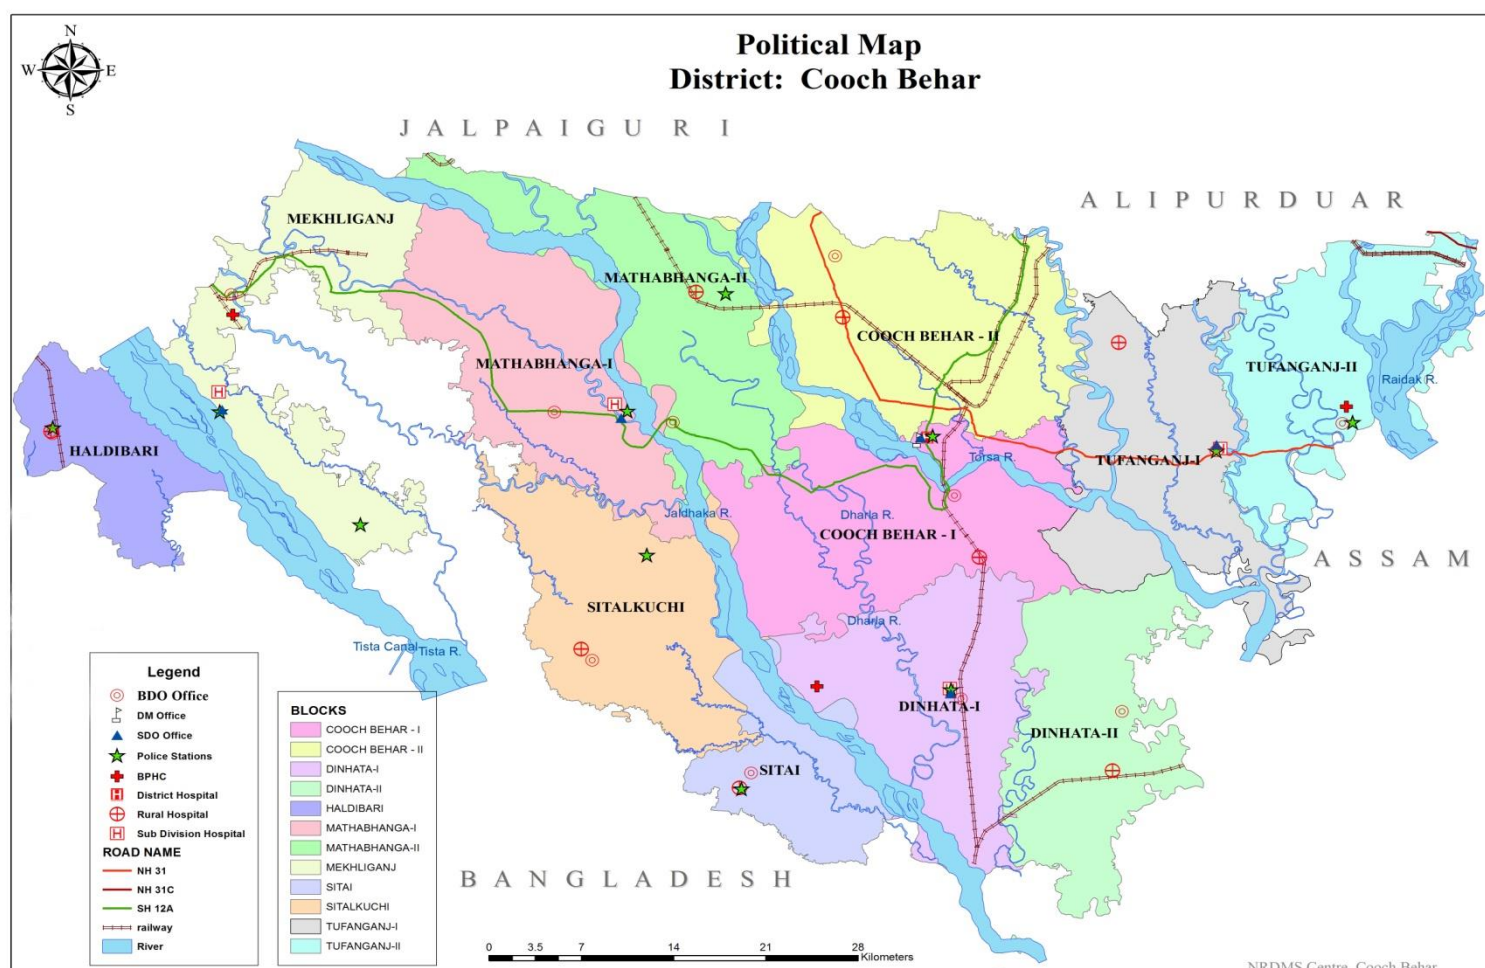 Political Map
District: Cooch Behar
N
W
E
S
JALPAIGURI
ALIPURDUAR
MEKHLIGANJ
MATHABHANGA-II
COOCH BEHAR - II
MATHABHANGA-I
TUFANGANJ-II
Raidak R.
HALDIBARI
TUFANGANJ-I
Torsa R.
Jaldhaka R.
Dharla R.
COOCH BEHAR - I
ASSAM
SITALKUCHI
Dharla R.
Tista Canal
Tista R.
DINHATA-I
DINHATA-II
SITAI
BANGLADESH
Legend
BDO Office
DM Office
SDO Office
Police Stations
BPHC
H District Hospital
Rural Hospital
H Sub Division Hospital
ROAD NAME
NH 31
NH 31C
SH 12A
railway
River
BLOCKS
COOCH BEHAR - I
COOCH BEHAR - II
DINHATA-I
DINHATA-II
HALDIBARI
MATHABHANGA-I
MATHABHANGA-II
MEKHLIGANJ
SITAI
SITALKUCHI
TUFANGANJ-I
TUFANGANJ-II
0 3.5 7 14 21 28
Kilometers
NRDMS Centre, Cooch Behar